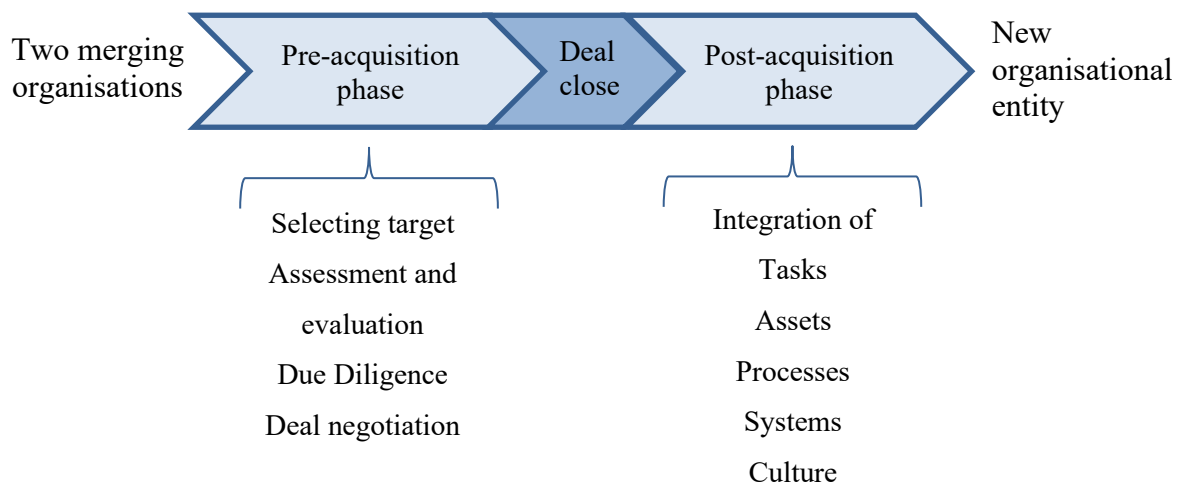 Two merging
organisations
Pre-acquisition
phase
Deal
close
Post-acquisition
phase
New
organisational
entity
Selecting target
Assessment and
evaluation
Due Diligence
Deal negotiation
Integration of
Tasks
Assets
Processes
Systems
Culture